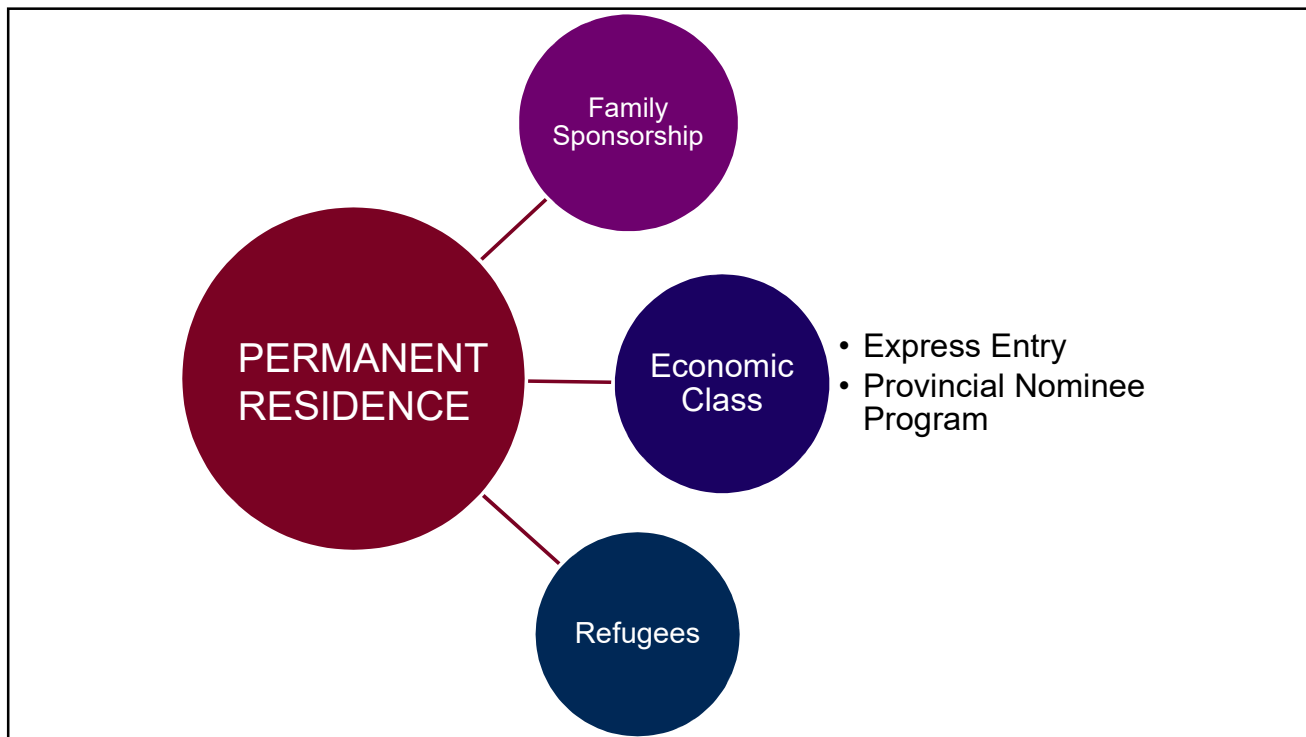 Family
Sponsorship
PERMANENT
RESIDENCE
Economic
Class
• Express Entry
• Provincial Nominee
Program
Refugees